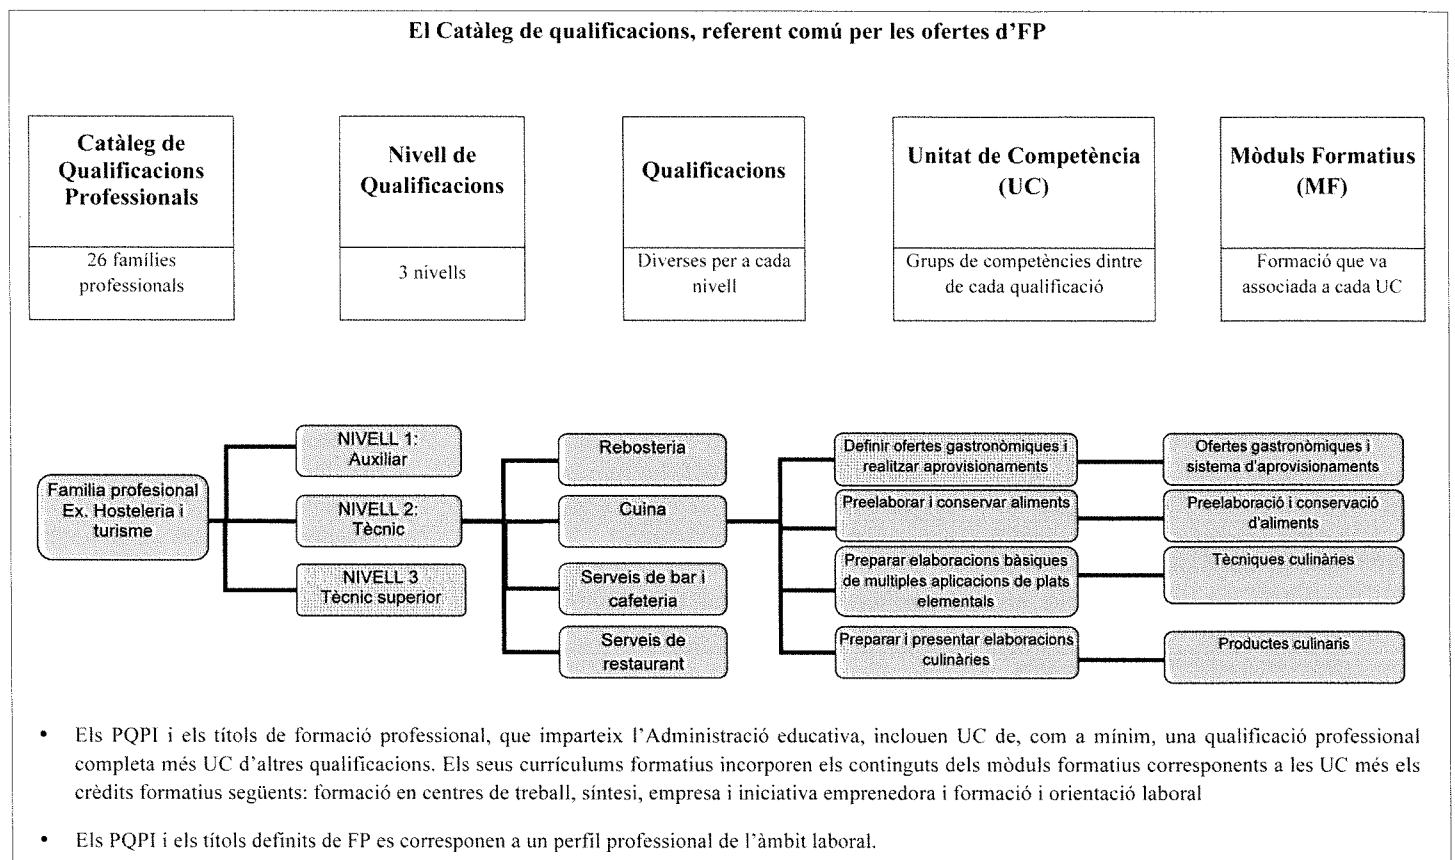 El Catàleg de qualificacions, referent comú per les ofertes d'FP
Catàleg de
Qualificacions
Professionals
26 famílies
professionals
Nivell de
Qualificacions
3 nivells
Qualificacions
Diverses per a cada
nivell
Unitat de Competència
(UC)
Grups de competències dintre
de cada qualificació
Mòduls Formatius
(MF)
Formació que va
associada a cada UC
Familia profesional
Ex. Hosteleria i
turisme
NIVELL 1:
Auxiliar
NIVELL 2:
Tècnic
NIVELL 3
Tècnic superior
Rebosteria
Cuina
Serveis de bar i
cafeteria
Serveis de
restaurant
Definir ofertes gastronòmiques i
realitzar aprovisionaments
Preelaborar i conservar aliments
Preparar elaboracions bàsiques
de multiples aplicacions de plats
elementals
Preparar i presentar elaboracions
culinàries
Ofertes gastronòmiques i
sistema d'aprovisionaments
Preelaboració i conservació
d'aliments
Tècniques culinàries
Productes culinaris
• Els PQPI i els títols de formació professional, que imparteix l'Administració educativa, inclouen UC de, com a mínim, una qualificació professional
completa més UC d'altres qualificacions. Els seus currículums formatius incorporen els continguts dels mòduls formatius corresponents a les UC més els
crèdits formatius següents: formació en centres de treball, síntesi, empresa i iniciativa emprenedora i formació i orientació laboral
• Els PQPI i els títols definits de FP es corresponen a un perfil professional de l'àmbit laboral.